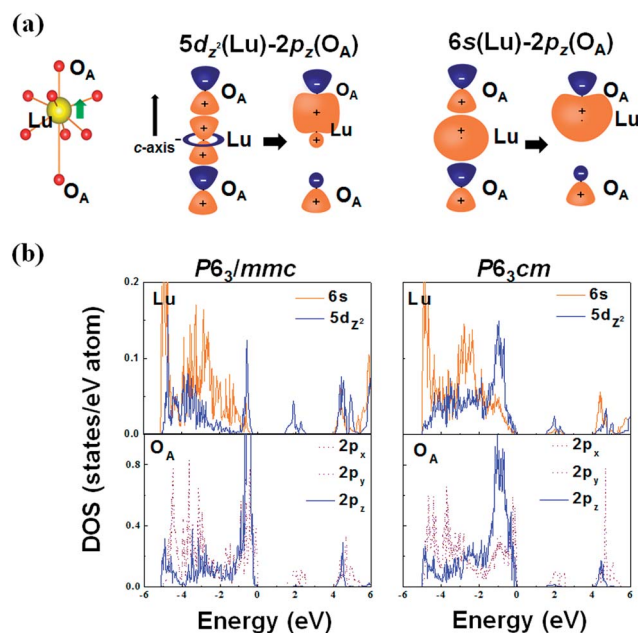 (a)
5d_z²(Lu)-2p_z(O_A)
6s(Lu)-2p_z(O_A)
O_A
Lu
O_A
c-axis
+
+
+
+
O_A
Lu
O_A
+
+
+
O_A
Lu
O_A
+
+
+
O_A
Lu
O_A
+
+
+
O_A
Lu
O_A
(b)
P6₃/mmc
P6₃cm
DOS (states/eV atom)
0.2
0.1
0.0
Lu
6s
5d_z²
Lu
6s
5d_z²
0.8
0.4
0.0
O_A
2p_x
2p_y
2p_z
O_A
2p_x
2p_y
2p_z
-6 -4 -2 0 2 4 6
-6 -4 -2 0 2 4 6
Energy (eV)
Energy (eV)